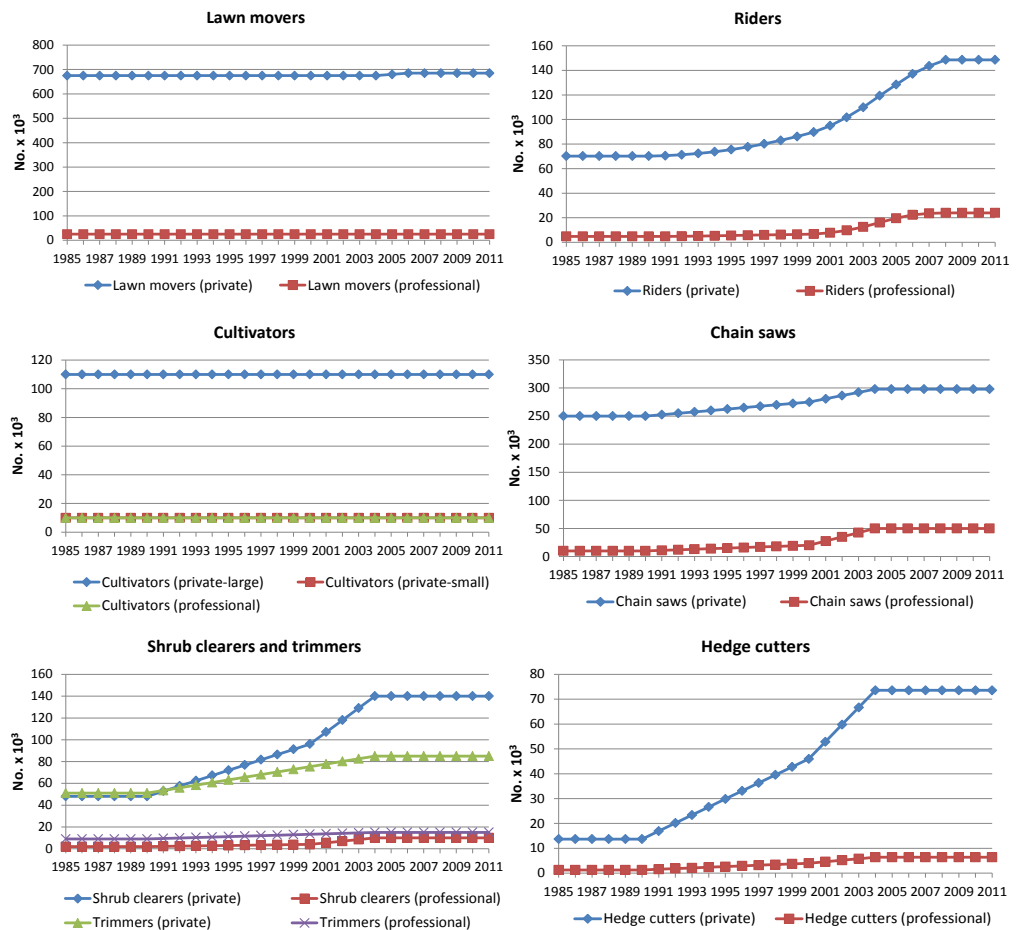 Lawn movers
No. x 10³
800
700
600
500
400
300
200
100
0
1985 1987 1989 1991 1993 1995 1997 1999 2001 2003 2005 2007 2009 2011
Lawn movers (private) Lawn movers (professional)
Riders
No. x 10³
160
140
120
100
80
60
40
20
0
1985 1987 1989 1991 1993 1995 1997 1999 2001 2003 2005 2007 2009 2011
Riders (private) Riders (professional)
Cultivators
No. x 10³
120
100
80
60
40
20
0
1985 1987 1989 1991 1993 1995 1997 1999 2001 2003 2005 2007 2009 2011
Cultivators (private-large) Cultivators (private-small)
Cultivators (professional)
Chain saws
No. x 10³
350
300
250
200
150
100
50
0
1985 1987 1989 1991 1993 1995 1997 1999 2001 2003 2005 2007 2009 2011
Chain saws (private) Chain saws (professional)
Shrub clearers and trimmers
No. x 10³
160
140
120
100
80
60
40
20
0
1985 1987 1989 1991 1993 1995 1997 1999 2001 2003 2005 2007 2009 2011
Shrub clearers (private) Shrub clearers (professional)
Trimmers (private) Trimmers (professional)
Hedge cutters
No. x 10³
80
70
60
50
40
30
20
10
0
1985 1987 1989 1991 1993 1995 1997 1999 2001 2003 2005 2007 2009 2011
Hedge cutters (private) Hedge cutters (professional)